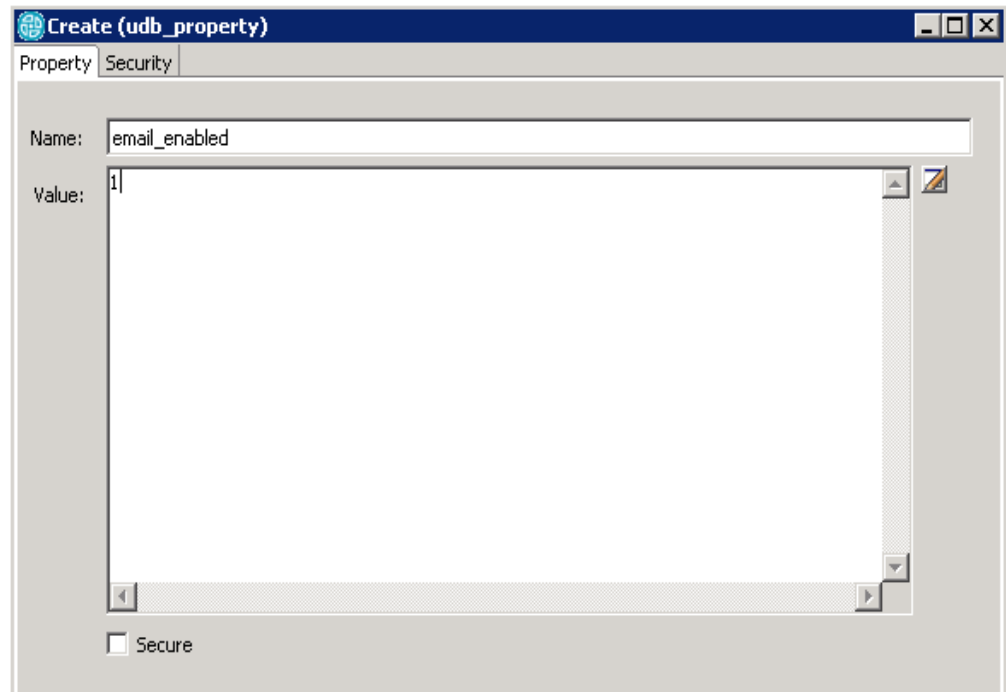 Create (udb_property)
Property Security
Name: email_enabled
Value: 1
Secure